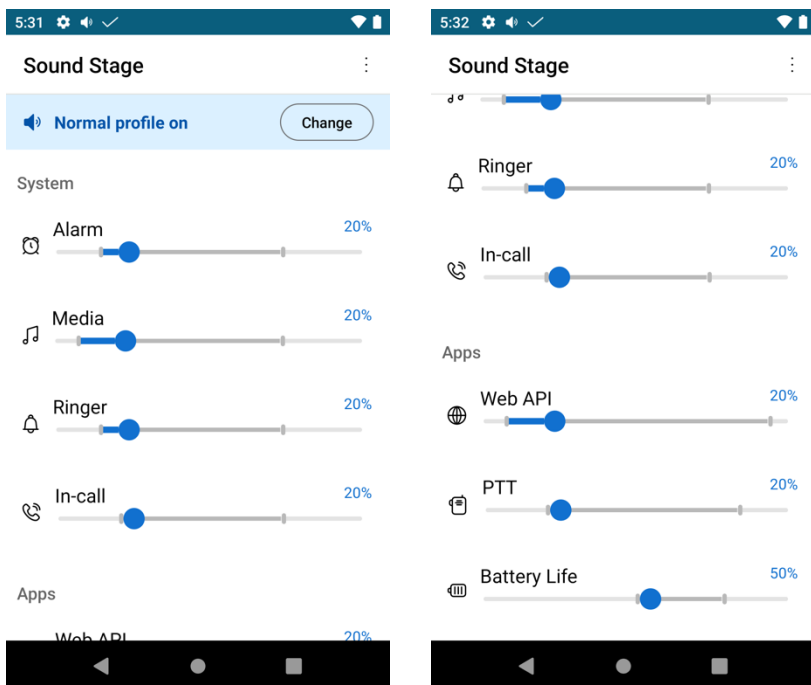 5:31
Sound Stage
Normal profile on
Change
System
Alarm 20%
Media 20%
Ringer 20%
In-call 20%
Apps
Web API 20%
5:32
Sound Stage
Ringer 20%
In-call 20%
Apps
Web API 20%
PTT 20%
Battery Life 50%